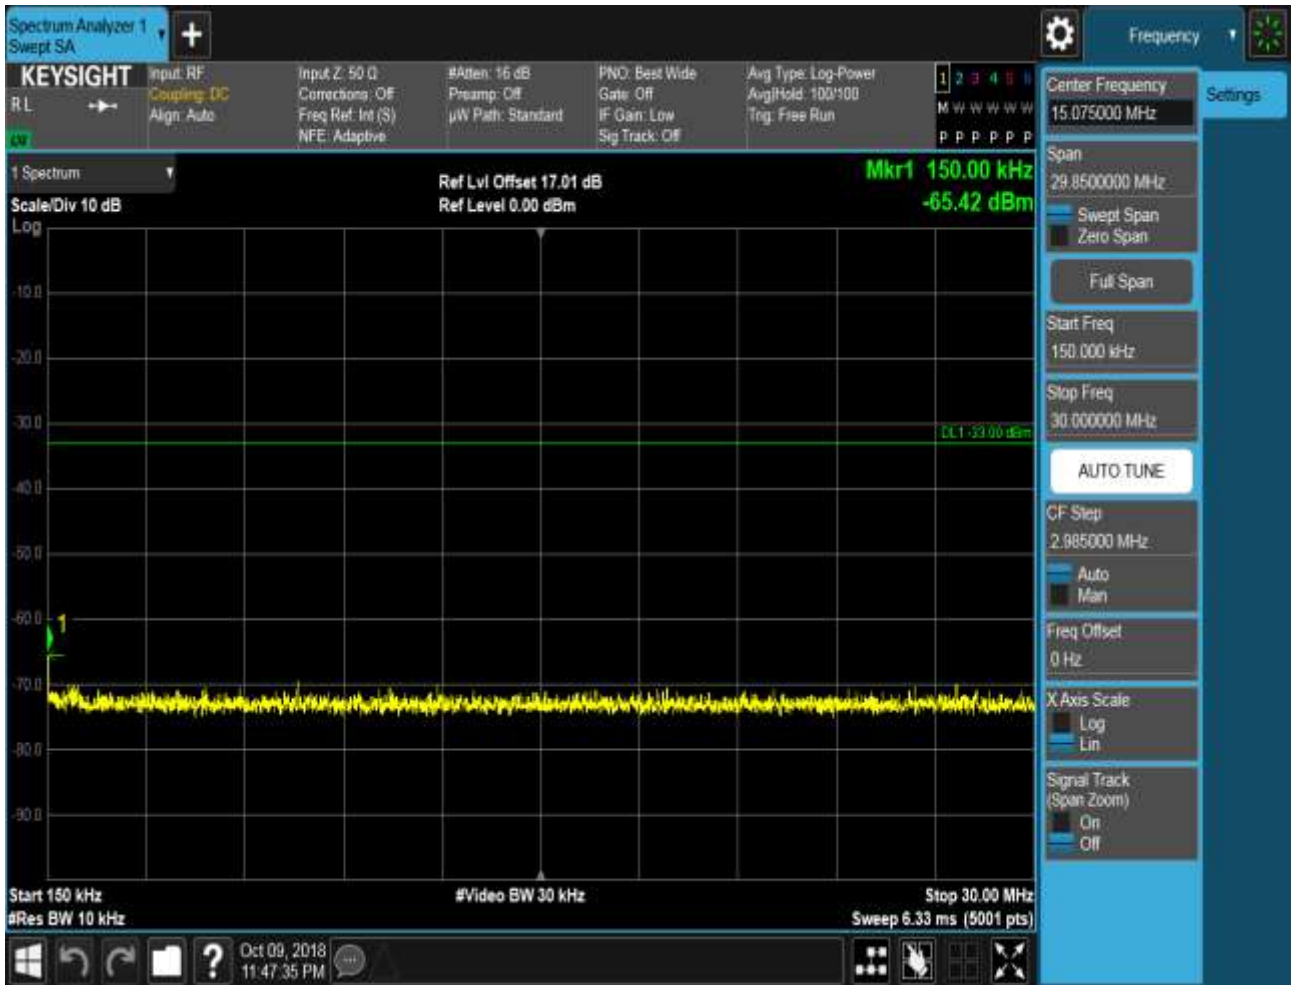 Spectrum Analyzer 1
Swept SA
Frequency
KEYSIGHT
RL
Input: RF
Coupling: DC
Align: Auto
Input Z: 50 Ω
Corrections: Off
Freq Ref: Int (S)
NFE: Adaptive
#Atten: 16 dB
Preamp: Off
µW Path: Standard
PNO: Best Wide
Gate: Off
IF Gain: Low
Sig Track: Off
Avg Type: Log-Power
Avg|Hold: 100/100
Trig: Free Run
1 2 3 4 5 6
M W W W W W
P P P P P P
1 Spectrum
Scale/Div 10 dB
Log
Ref Lvl Offset 17.01 dB
Ref Level 0.00 dBm
Mkr1 150.00 kHz
-65.42 dBm
-10.0
-20.0
-30.0
DL1 -33.00 dBm
-40.0
-50.0
-60.0
1
-70.0
-80.0
-90.0
Start 150 kHz
#Video BW 30 kHz
Stop 30.00 MHz
#Res BW 10 kHz
Sweep 6.33 ms (5001 pts)
Center Frequency
15.075000 MHz
Settings
Span
29.8500000 MHz
Swept Span
Zero Span
Full Span
Start Freq
150.000 kHz
Stop Freq
30.000000 MHz
AUTO TUNE
CF Step
2.985000 MHz
Auto
Man
Freq Offset
0 Hz
X Axis Scale
Log
Lin
Signal Track
(Span Zoom)
On
Off
?
Oct 09, 2018
11:47:35 PM